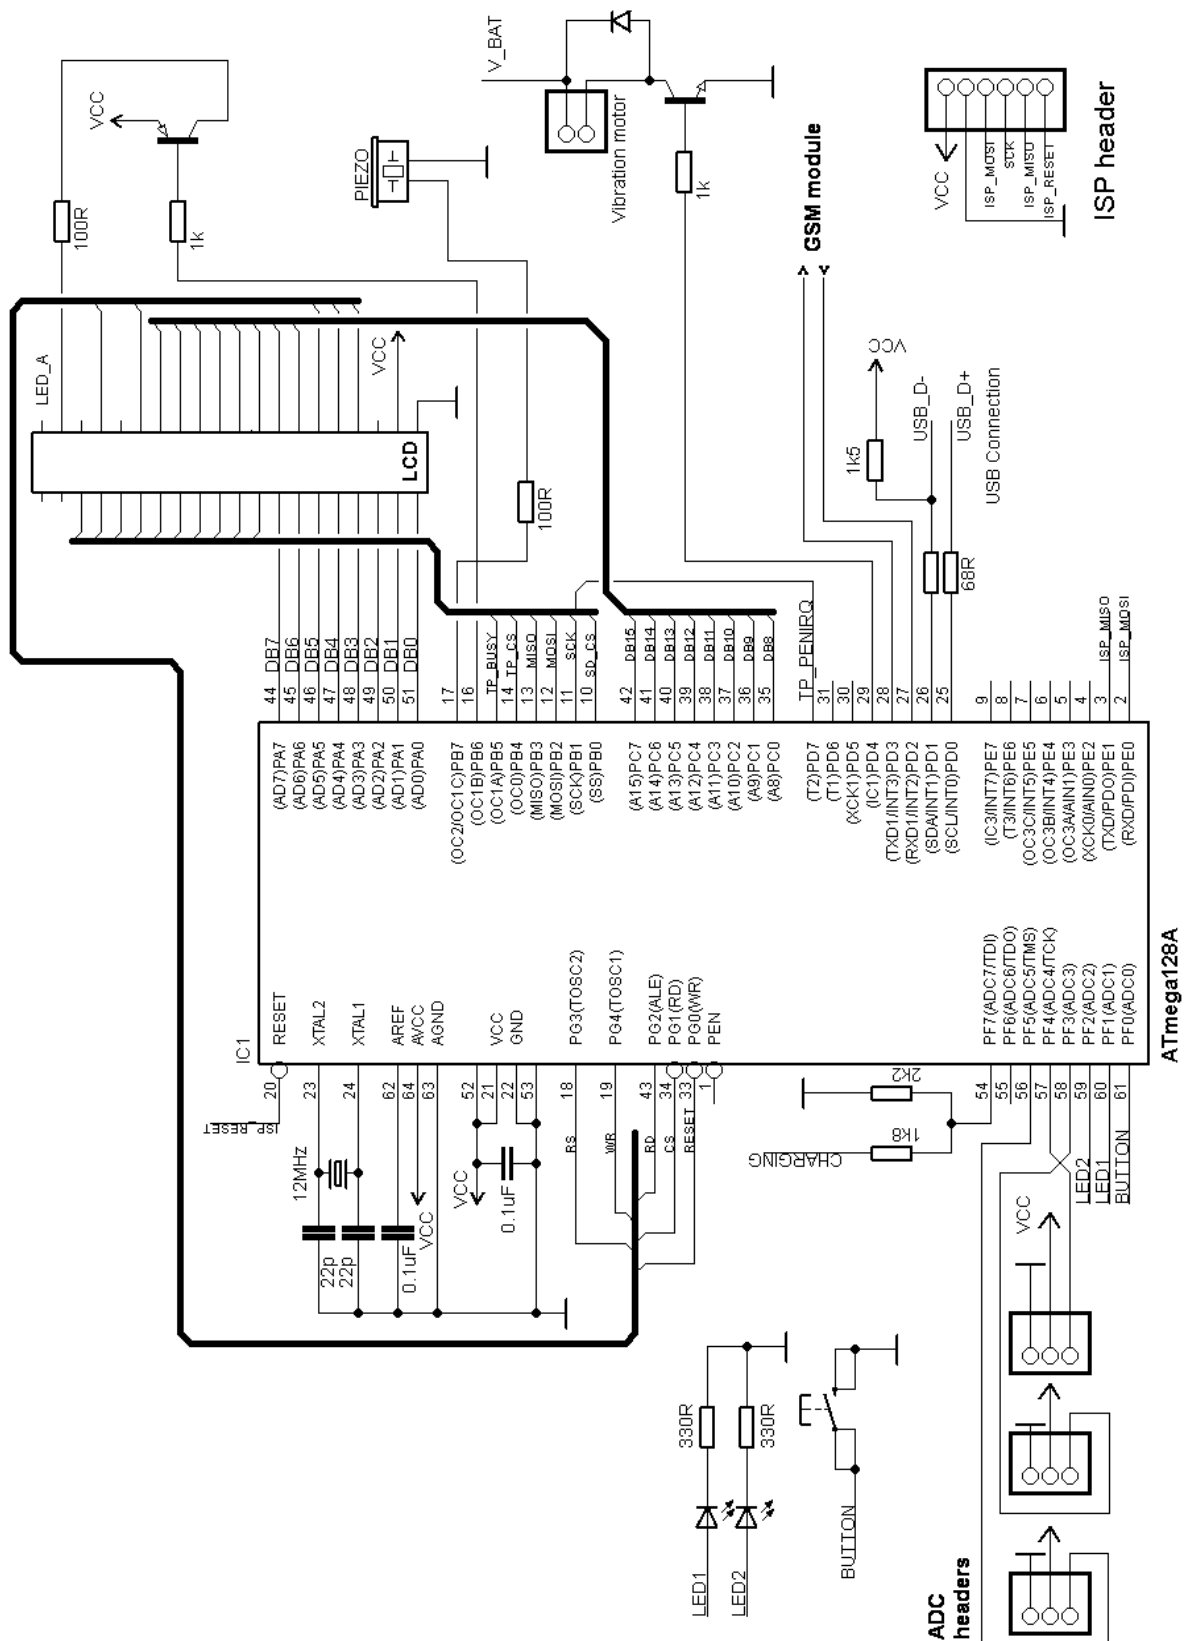 VCC
100R
1k
LED_A
VCC
LCD
PIEZO
100R
V_BAT
Vibration motor
1k
GSM module
VCC
1k5
USB_D-
USB_D+
USB Connection
68R
VCC
ISP_MOSI
SCK
ISP_MISO
ISP_RESET
ISP header
44 DB7
45 DB6
46 DB5
47 DB4
48 DB3
49 DB2
50 DB1
51 DB0
17
16
TP_BUSY
14 TP_CS
13 MISO
12 MOSI
11 SCK
10 SD_CS
42 DB15
41 DB14
40 DB13
39 DB12
38 DB11
37 DB10
36 DB9
35 DB8
TP_PENIRQ
31
30
29
28
27
26
25
9
8
7
6
5
4
3 ISP_MISO
2 ISP_MOSI
(AD7)PA7
(AD6)PA6
(AD5)PA5
(AD4)PA4
(AD3)PA3
(AD2)PA2
(AD1)PA1
(AD0)PA0
(OC2/OC1C)PB7
(OC1B)PB6
(OC1A)PB5
(OC0)PB4
(MISO)PB3
(MOSI)PB2
(SCK)PB1
(SS)PB0
(A15)PC7
(A14)PC6
(A13)PC5
(A12)PC4
(A11)PC3
(A10)PC2
(A9)PC1
(A8)PC0
(T2)PD7
(T1)PD6
(XCK1)PD5
(IC1)PD4
(TXD1/INT3)PD3
(RXD1/INT2)PD2
(SDA/INT1)PD1
(SCL/INT0)PD0
(IC3/INT7)PE7
(T3/INT6)PE6
(OC3C/INT5)PE5
(OC3B/INT4)PE4
(OC3A/AIN1)PE3
(XCK0/AIN0)PE2
(TXD/PDO)PE1
(RXD/PDI)PE0
IC1
RESET
XTAL2
XTAL1
AREF
AVCC
AGND
VCC
GND
PG3(TOSC2)
PG4(TOSC1)
PG2(ALE)
PG1(RD)
PG0(WR)
PEN
PF7(ADC7/TDI)
PF6(ADC6/TDO)
PF5(ADC5/TMS)
PF4(ADC4/TCK)
PF3(ADC3)
PF2(ADC2)
PF1(ADC1)
PF0(ADC0)
ATmega128A
ISP_RESET 20
23
24
62
64
63
52
21
22
53
RS 18
WR 19
RD 43
CS 34
RESET 33
1
54
55
56
57
58
LED2 59
LED1 60
BUTTON 61
12MHz
22p
22p
0.1uF
VCC
VCC
0.1uF
CHARGING
1k8
2k2
VCC
330R
330R
LED1
LED2
BUTTON
ADC
headers